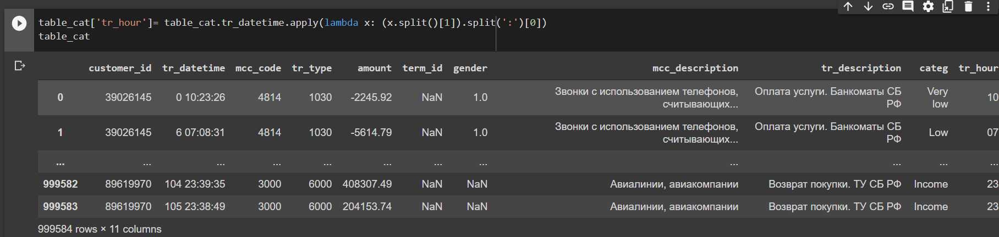 table_cat['tr_hour']= table_cat.tr_datetime.apply(lambda x: (x.split()[1]).split(':')[0])
table_cat
customer_id tr_datetime mcc_code tr_type amount term_id gender mcc_description tr_description categ tr_hour
0 39026145 0 10:23:26 4814 1030 -2245.92 NaN 1.0 Звонки с использованием телефонов, Оплата услуги. Банкоматы СБ Very 10
считывающих... РФ low
1 39026145 6 07:08:31 4814 1030 -5614.79 NaN 1.0 Звонки с использованием телефонов, Оплата услуги. Банкоматы СБ Low 07
считывающих... РФ
... ... ... ... ... ... ... ... ... ... ... ...
999582 89619970 104 23:39:35 3000 6000 408307.49 NaN NaN Авиалинии, авиакомпании Возврат покупки. ТУ СБ РФ Income 23
999583 89619970 105 23:38:49 3000 6000 204153.74 NaN NaN Авиалинии, авиакомпании Возврат покупки. ТУ СБ РФ Income 23
999584 rows × 11 columns